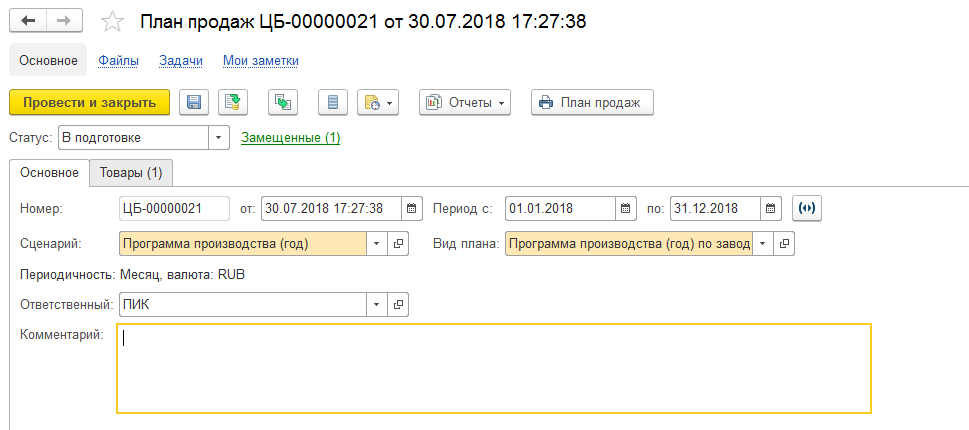 План продаж ЦБ-00000021 от 30.07.2018 17:27:38
Основное Файлы Задачи Мои заметки
Провести и закрыть Отчеты План продаж
Статус: В подготовке Замещенные (1)
Основное Товары (1)
Номер: ЦБ-00000021 от: 30.07.2018 17:27:38 Период с: 01.01.2018 по: 31.12.2018
Сценарий: Программа производства (год) Вид плана: Программа производства (год) по завод
Периодичность: Месяц, валюта: RUB
Ответственный: ПИК
Комментарий: